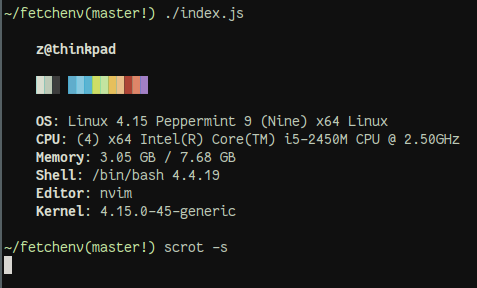 ~/fetchenv(master!) ./index.js
z@thinkpad
OS: Linux 4.15 Peppermint 9 (Nine) x64 Linux
CPU: (4) x64 Intel(R) Core(TM) i5-2450M CPU @ 2.50GHz
Memory: 3.05 GB / 7.68 GB
Shell: /bin/bash 4.4.19
Editor: nvim
Kernel: 4.15.0-45-generic
~/fetchenv(master!) scrot -s